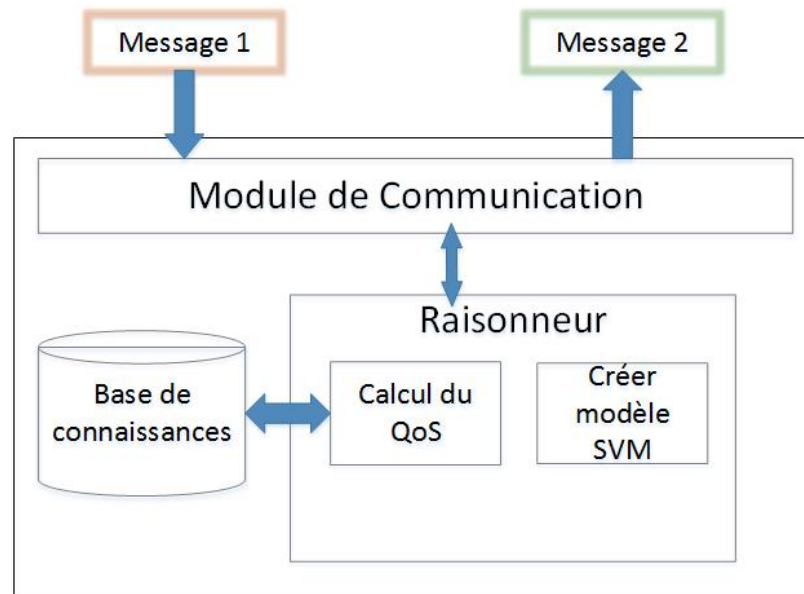 Message 1
Message 2
Module de Communication
Raisonneur
Base de
connaissances
Calcul du
QoS
Créer
modèle
SVM